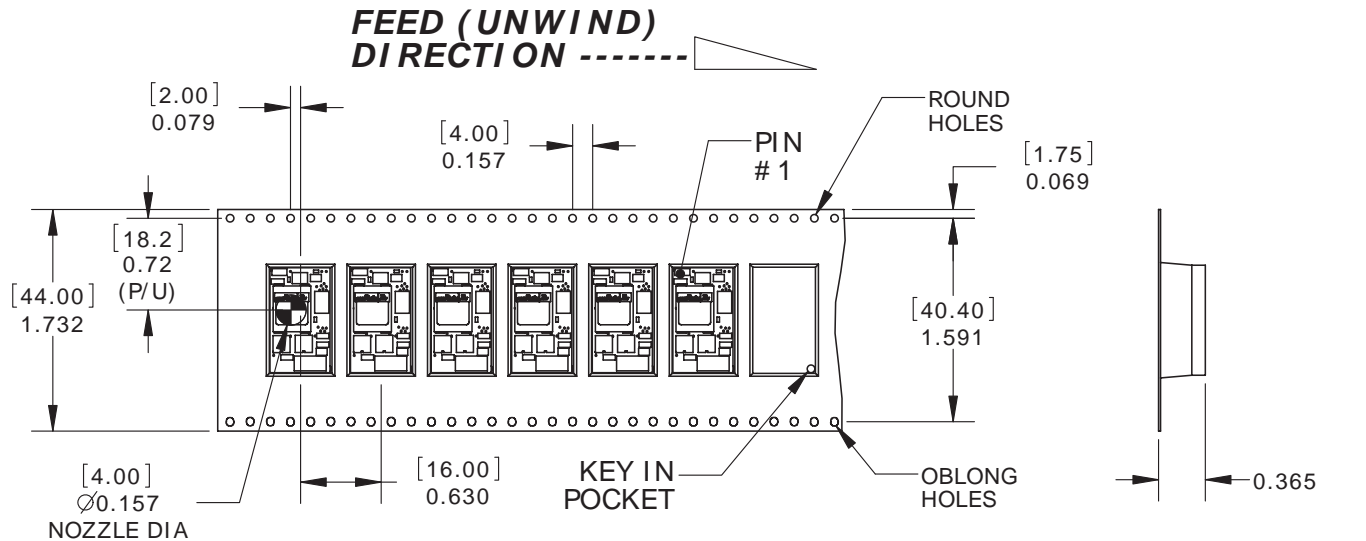 FEED (UNWIND)
DIRECTION -------
[2.00]
0.079
[4.00]
0.157
PIN
#1
ROUND
HOLES
[1.75]
0.069
[18.2]
0.72
(P/U)
[44.00]
1.732
[40.40]
1.591
[4.00]
Ø0.157
NOZZLE DIA
[16.00]
0.630
KEY IN
POCKET
OBLONG
HOLES
0.365